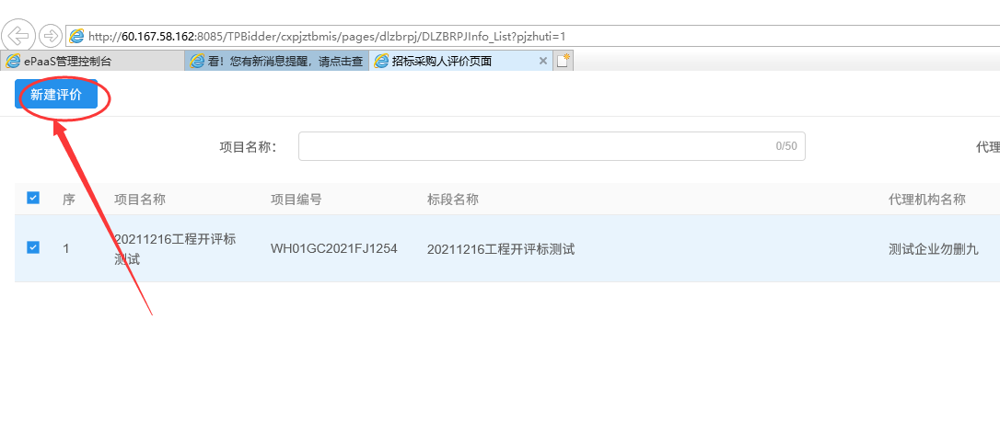 http://60.167.58.162:8085/TPBidder/cxpjztbmis/pages/dlzbrpj/DLZBRPJInfo_List?pjzhuti=1
ePaaS管理控制台 看！您有新消息提醒，请点击查 招标采购人评价页面
新建评价
项目名称： 0/50 代理
序 项目名称 项目编号 标段名称 代理机构名称
1 20211216工程开评标测试 WH01GC2021FJ1254 20211216工程开评标测试 测试企业勿删九